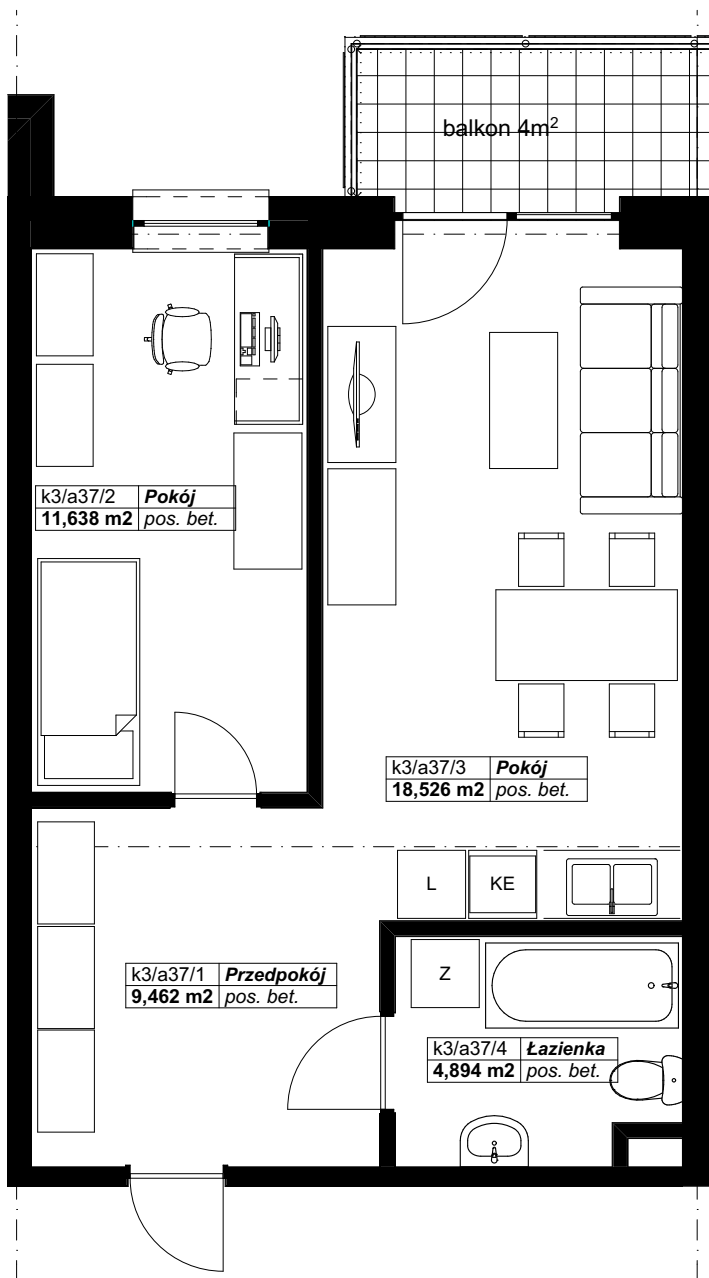 balkon 4m²
k3/a37/2 Pokój
11,638 m2 pos. bet.
k3/a37/3 Pokój
18,526 m2 pos. bet.
L KE
Z
k3/a37/1 Przedpokój
9,462 m2 pos. bet.
k3/a37/4 Łazienka
4,894 m2 pos. bet.